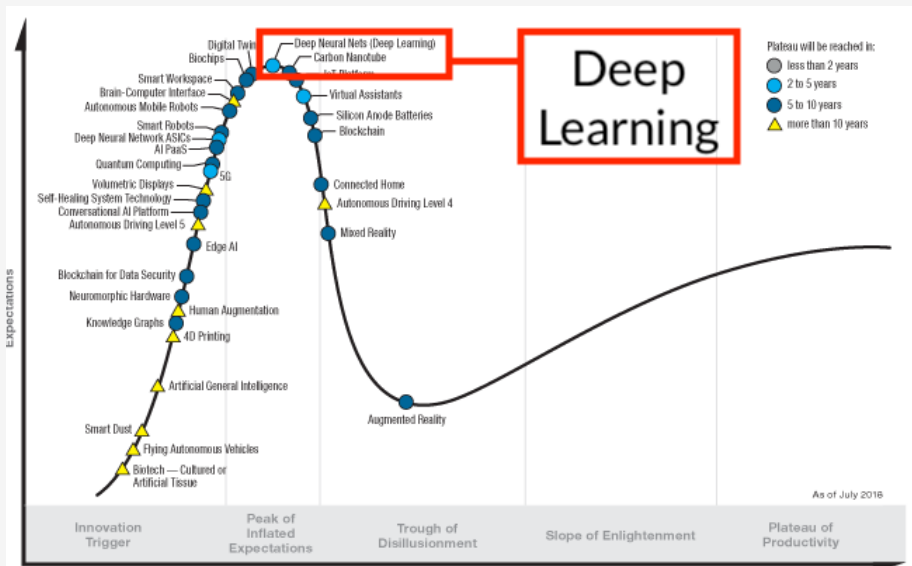 Digital Twin
Deep Neural Nets (Deep Learning)
Biochips
Carbon Nanotube
Smart Workspace
Brain-Computer Interface
Virtual Assistants
Autonomous Mobile Robots
Silicon Anode Batteries
Smart Robots
Blockchain
Deep Neural Network ASICs
AI PaaS
Quantum Computing
5G
Volumetric Displays
Connected Home
Self-Healing System Technology
Autonomous Driving Level 4
Conversational AI Platform
Autonomous Driving Level 5
Mixed Reality
Edge AI
Blockchain for Data Security
Neuromorphic Hardware
Human Augmentation
Knowledge Graphs
4D Printing
Artificial General Intelligence
Augmented Reality
Smart Dust
Flying Autonomous Vehicles
Biotech — Cultured or
Artificial Tissue
Deep
Learning
Plateau will be reached in:
less than 2 years
2 to 5 years
5 to 10 years
more than 10 years
Expectations
As of July 2018
Innovation
Trigger
Peak of
Inflated
Expectations
Trough of
Disillusionment
Slope of Enlightenment
Plateau of
Productivity